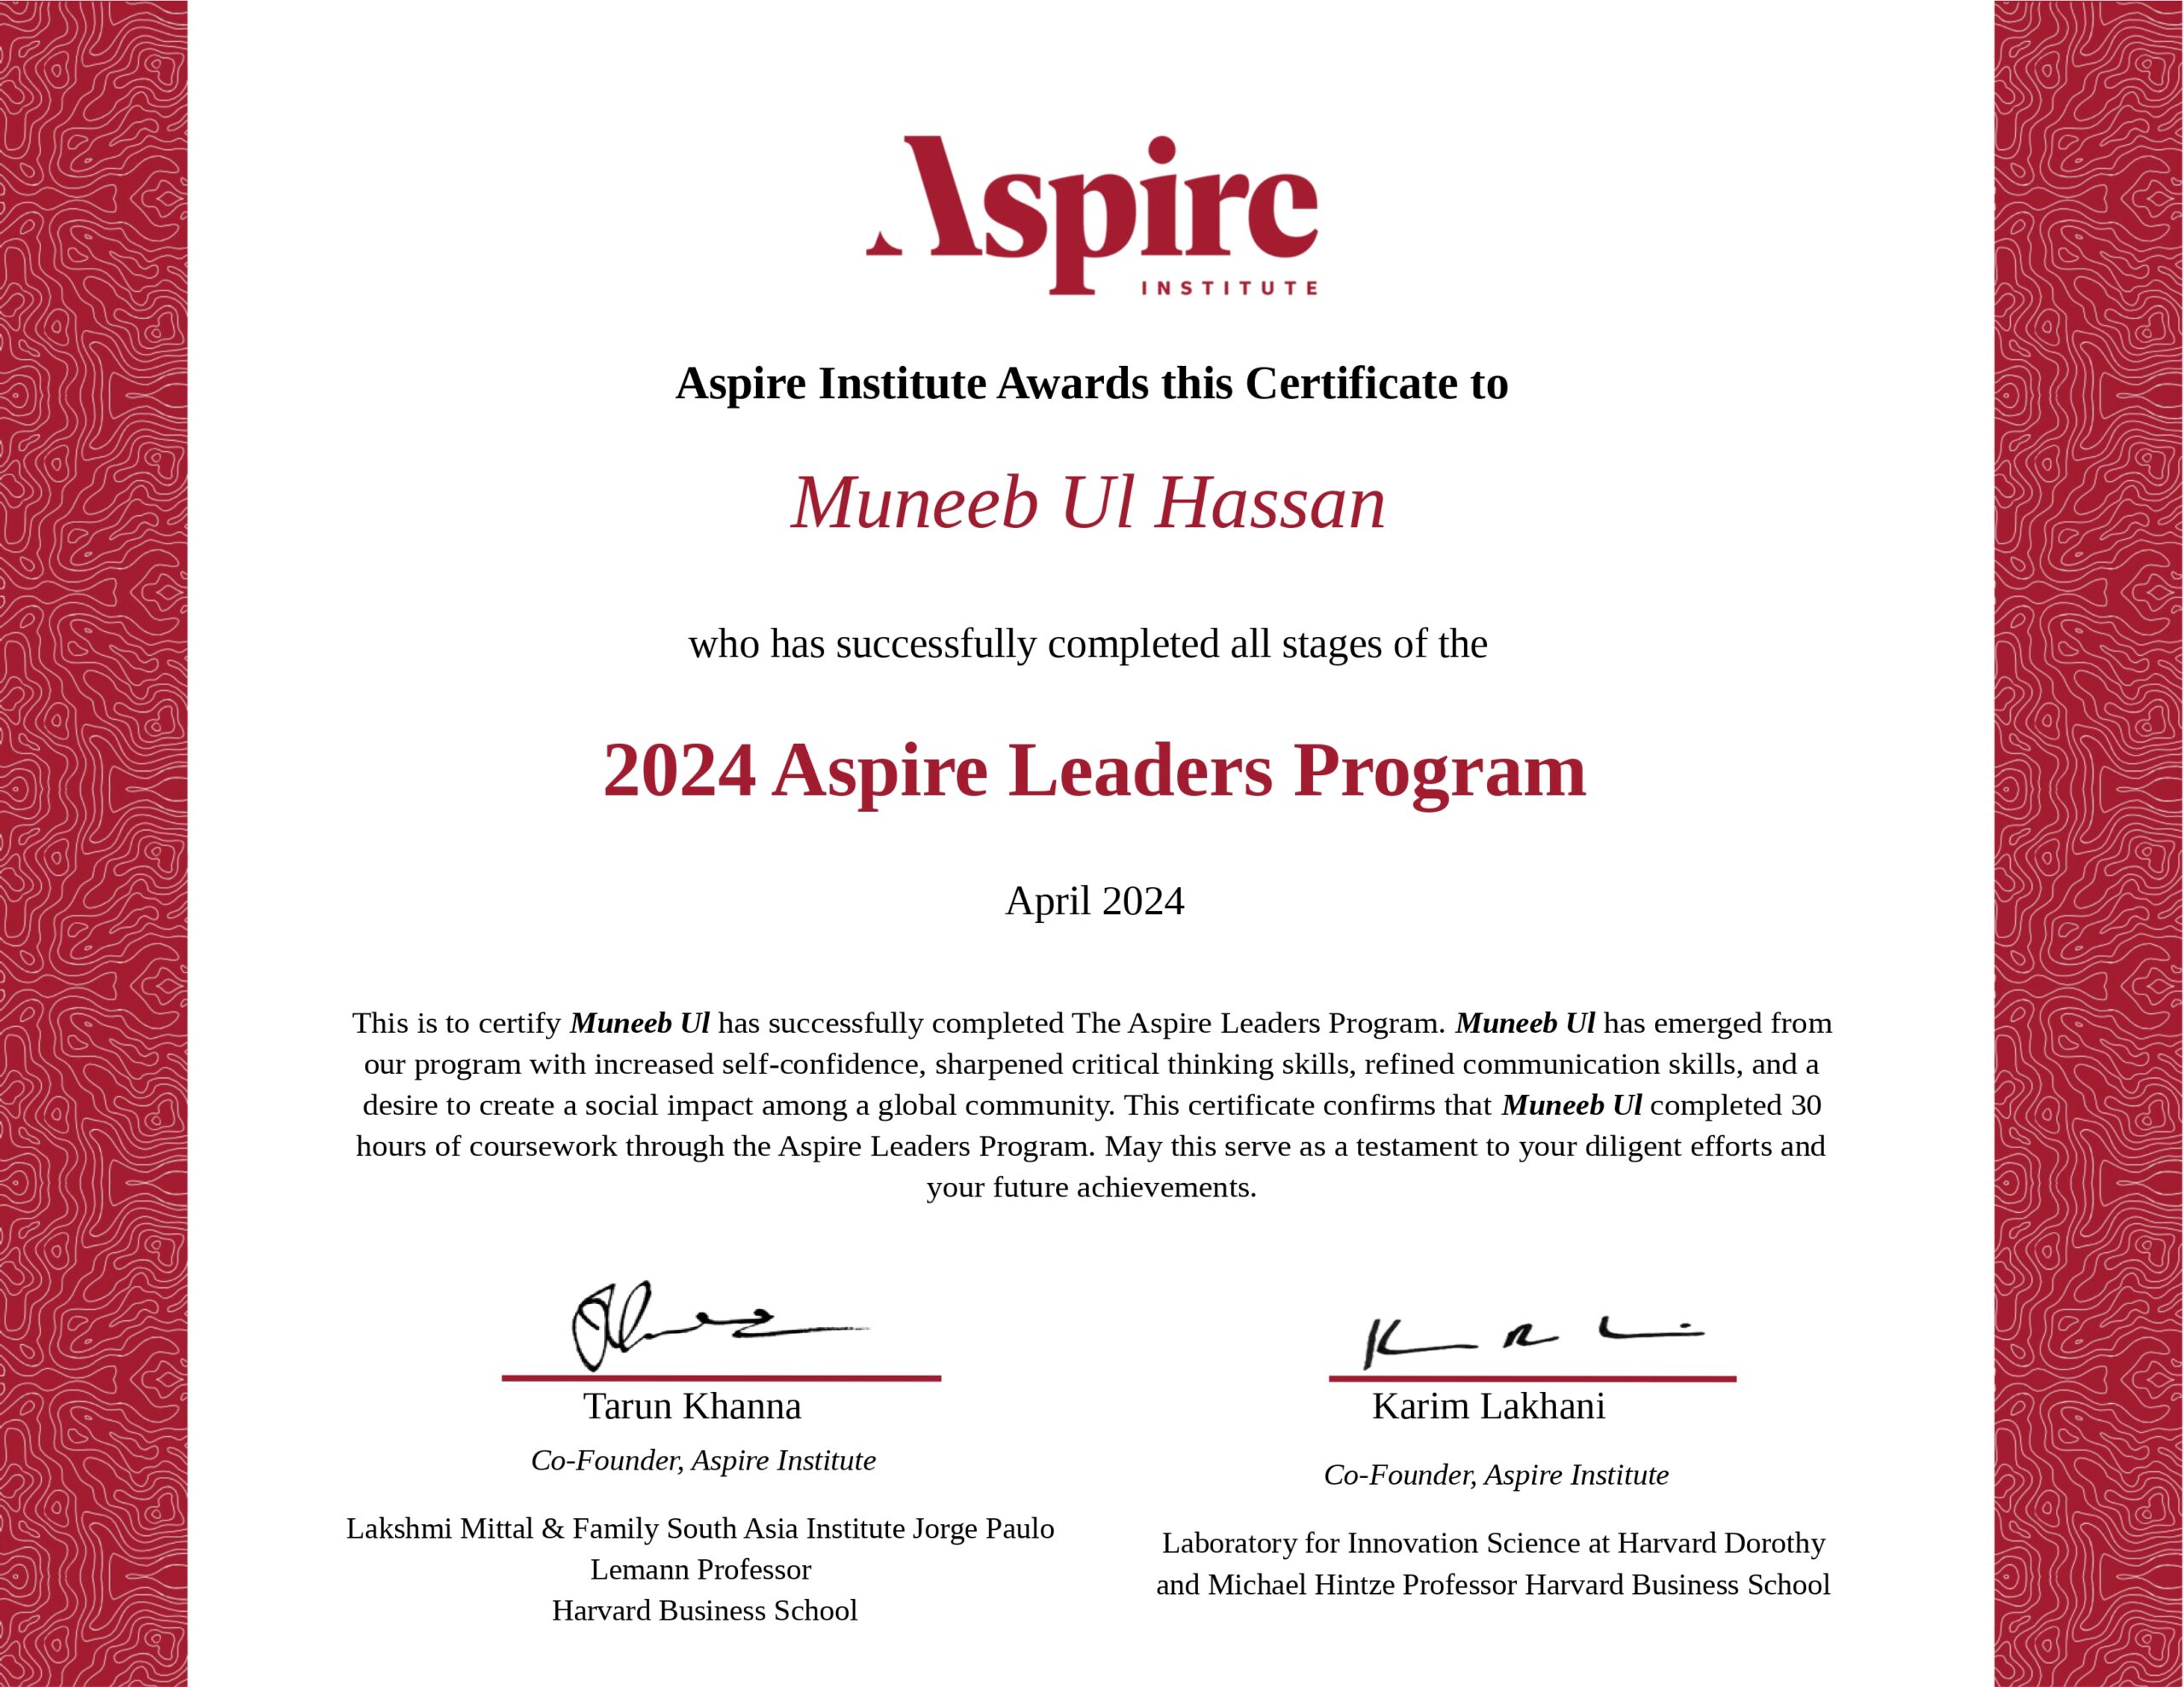 Aspire
INSTITUTE
Aspire Institute Awards this Certificate to
Muneeb Ul Hassan
who has successfully completed all stages of the
2024 Aspire Leaders Program
April 2024
This is to certify Muneeb Ul has successfully completed The Aspire Leaders Program. Muneeb Ul has emerged from
our program with increased self-confidence, sharpened critical thinking skills, refined communication skills, and a
desire to create a social impact among a global community. This certificate confirms that Muneeb Ul completed 30
hours of coursework through the Aspire Leaders Program. May this serve as a testament to your diligent efforts and
your future achievements.
Tarun Khanna
Co-Founder, Aspire Institute
Lakshmi Mittal & Family South Asia Institute Jorge Paulo
Lemann Professor
Harvard Business School
Karim Lakhani
Co-Founder, Aspire Institute
Laboratory for Innovation Science at Harvard Dorothy
and Michael Hintze Professor Harvard Business School